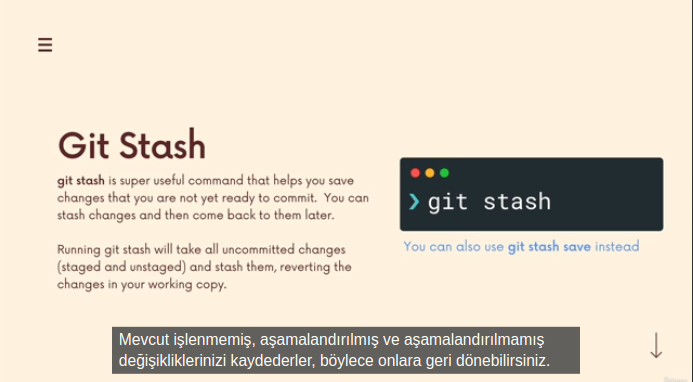 Git Stash
git stash is super useful command that helps you save
changes that you are not yet ready to commit. You can
stash changes and then come back to them later.
Running git stash will take all uncommitted changes
(staged and unstaged) and stash them, reverting the
changes in your working copy.
❯ git stash
You can also use git stash save instead
Mevcut işlenmemiş, aşamalandırılmış ve aşamalandırılmamış
değişikliklerinizi kaydederler, böylece onlara geri dönebilirsiniz.